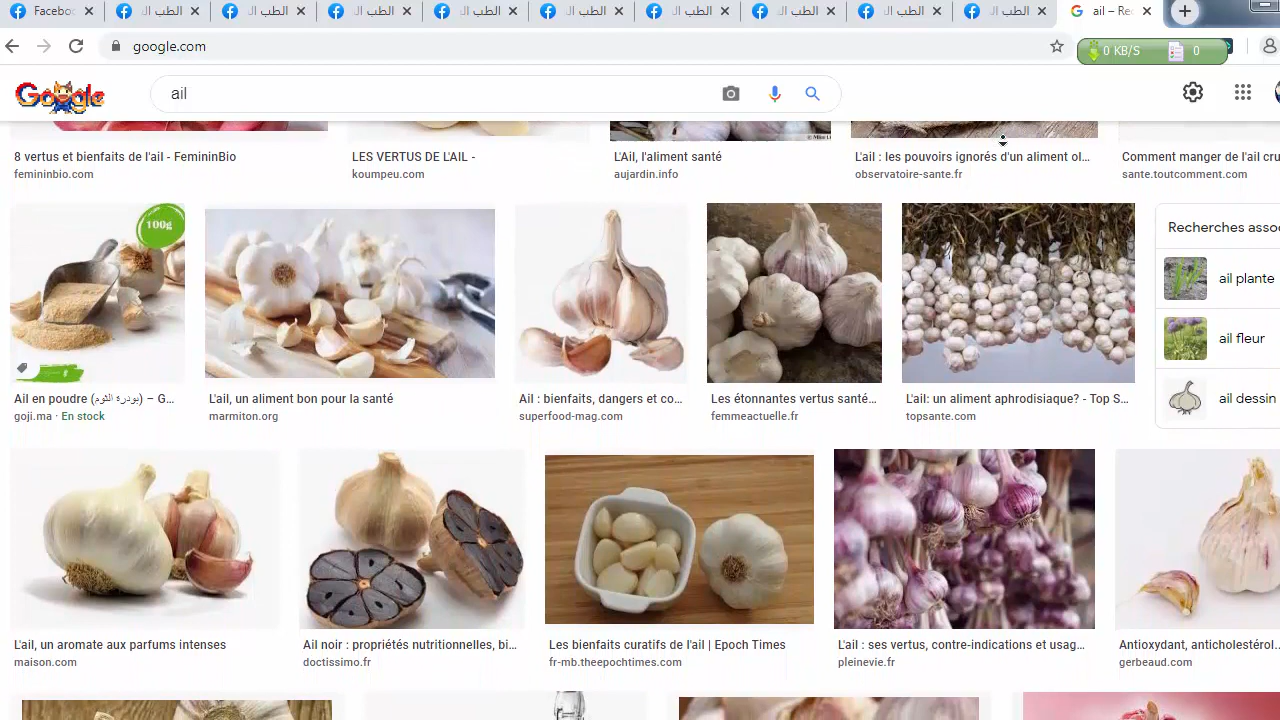 Faceboo
الطب ال
الطب ال
الطب ال
الطب ال
الطب ال
الطب ال
الطب ال
الطب ال
الطب ال
ail – Re
google.com
0 KB/S
0
Google
ail
8 vertus et bienfaits de l'ail - FemininBio
femininbio.com
LES VERTUS DE L'AIL -
koumpeu.com
L'Ail, l'aliment santé
aujardin.info
L'ail : les pouvoirs ignorés d'un aliment ol...
observatoire-sante.fr
Comment manger de l'ail cru
sante.toutcomment.com
100g
Ail en poudre (بودرة الثوم) – G...
goji.ma · En stock
L'ail, un aliment bon pour la santé
marmiton.org
Ail : bienfaits, dangers et co...
superfood-mag.com
Les étonnantes vertus santé...
femmeactuelle.fr
L'ail: un aliment aphrodisiaque? - Top S...
topsante.com
Recherches asso
ail plante
ail fleur
ail dessin
L'ail, un aromate aux parfums intenses
maison.com
Ail noir : propriétés nutritionnelles, bi...
doctissimo.fr
Les bienfaits curatifs de l'ail | Epoch Times
fr-mb.theepochtimes.com
L'ail : ses vertus, contre-indications et usag...
pleinevie.fr
Antioxydant, anticholestérol...
gerbeaud.com